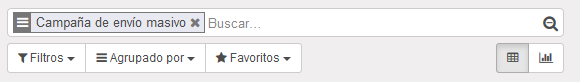 Campaña de envío masivo Buscar...
Filtros Agrupado por Favoritos